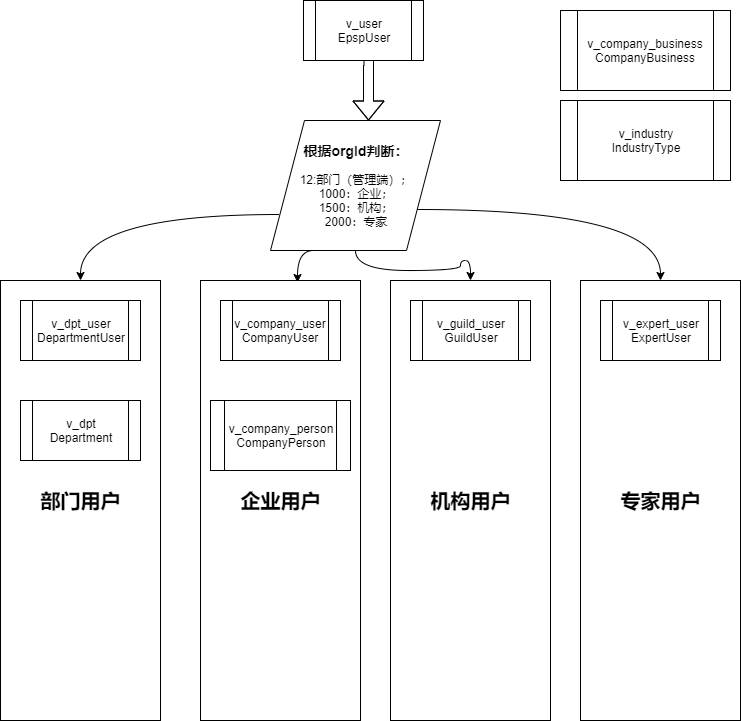 v_user
EpspUser
v_company_business
CompanyBusiness
v_industry
IndustryType
根据orgId判断：
12:部门（管理端）；
1000：企业；
1500：机构；
2000：专家
v_dpt_user
DepartmentUser
v_dpt
Department
部门用户
v_company_user
CompanyUser
v_company_person
CompanyPerson
企业用户
v_guild_user
GuildUser
机构用户
v_expert_user
ExpertUser
专家用户